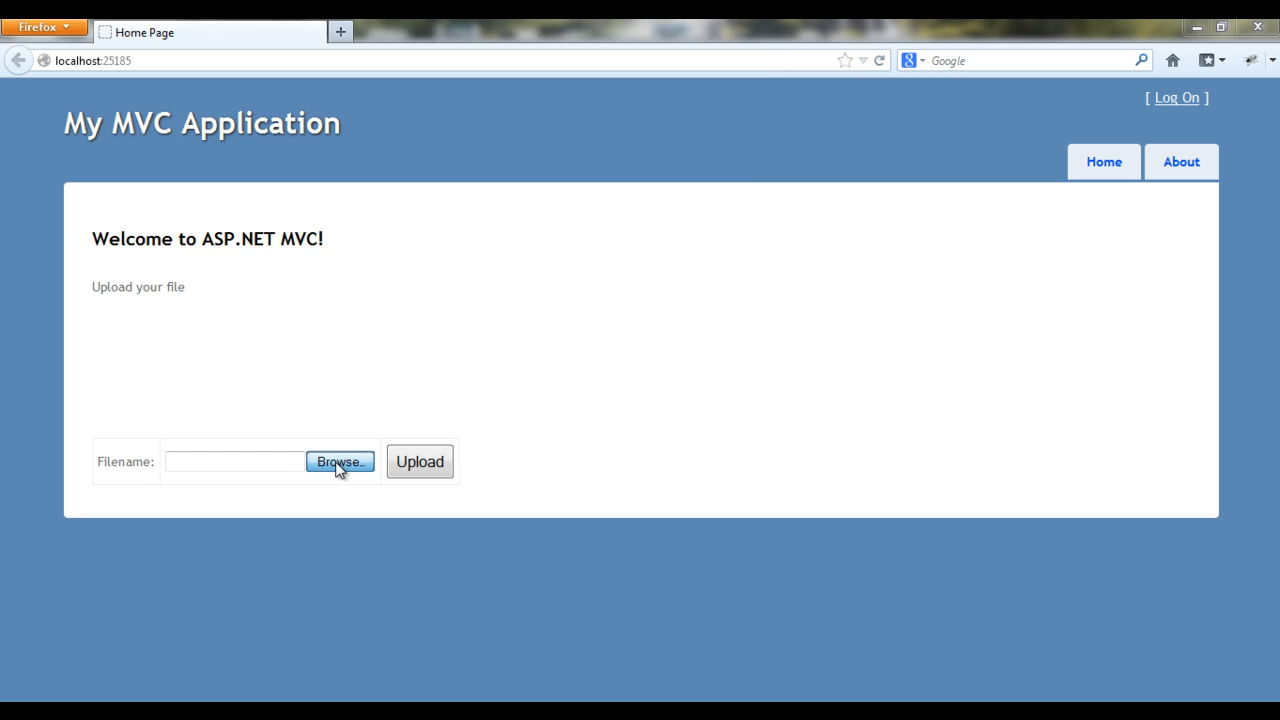 Firefox
Home Page
localhost:25185
Google
[ Log On ]
My MVC Application
Home
About
Welcome to ASP.NET MVC!
Upload your file
Filename:
Browse..
Upload